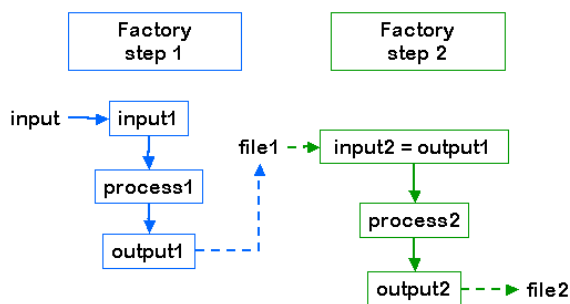 Factory
step 1
Factory
step 2
input
input1
process1
output1
file1
input2 = output1
process2
output2
file2